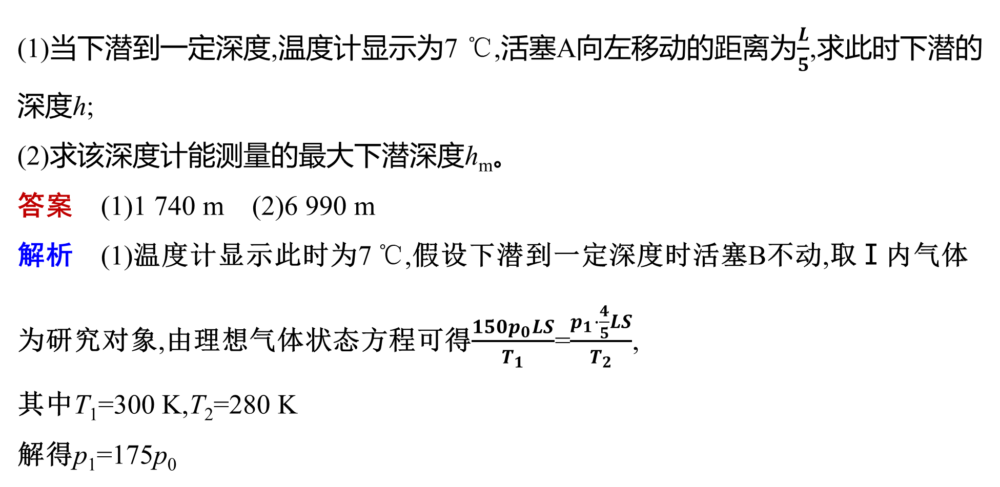 (1)当下潜到一定深度,温度计显示为7 ℃,活塞A向左移动的距离为$\frac{L}{5}$,求此时下潜的
深度h;
(2)求该深度计能测量的最大下潜深度$h_m$。
答案 (1)1 740 m (2)6 990 m
解析 (1)温度计显示此时为7 ℃,假设下潜到一定深度时活塞B不动,取Ⅰ内气体
为研究对象,由理想气体状态方程可得$\frac{150p_0LS}{T_1}=\frac{p_1·\frac{4}{5}LS}{T_2}$,
其中$T_1$=300 K,$T_2$=280 K
解得$p_1$=175$p_0$